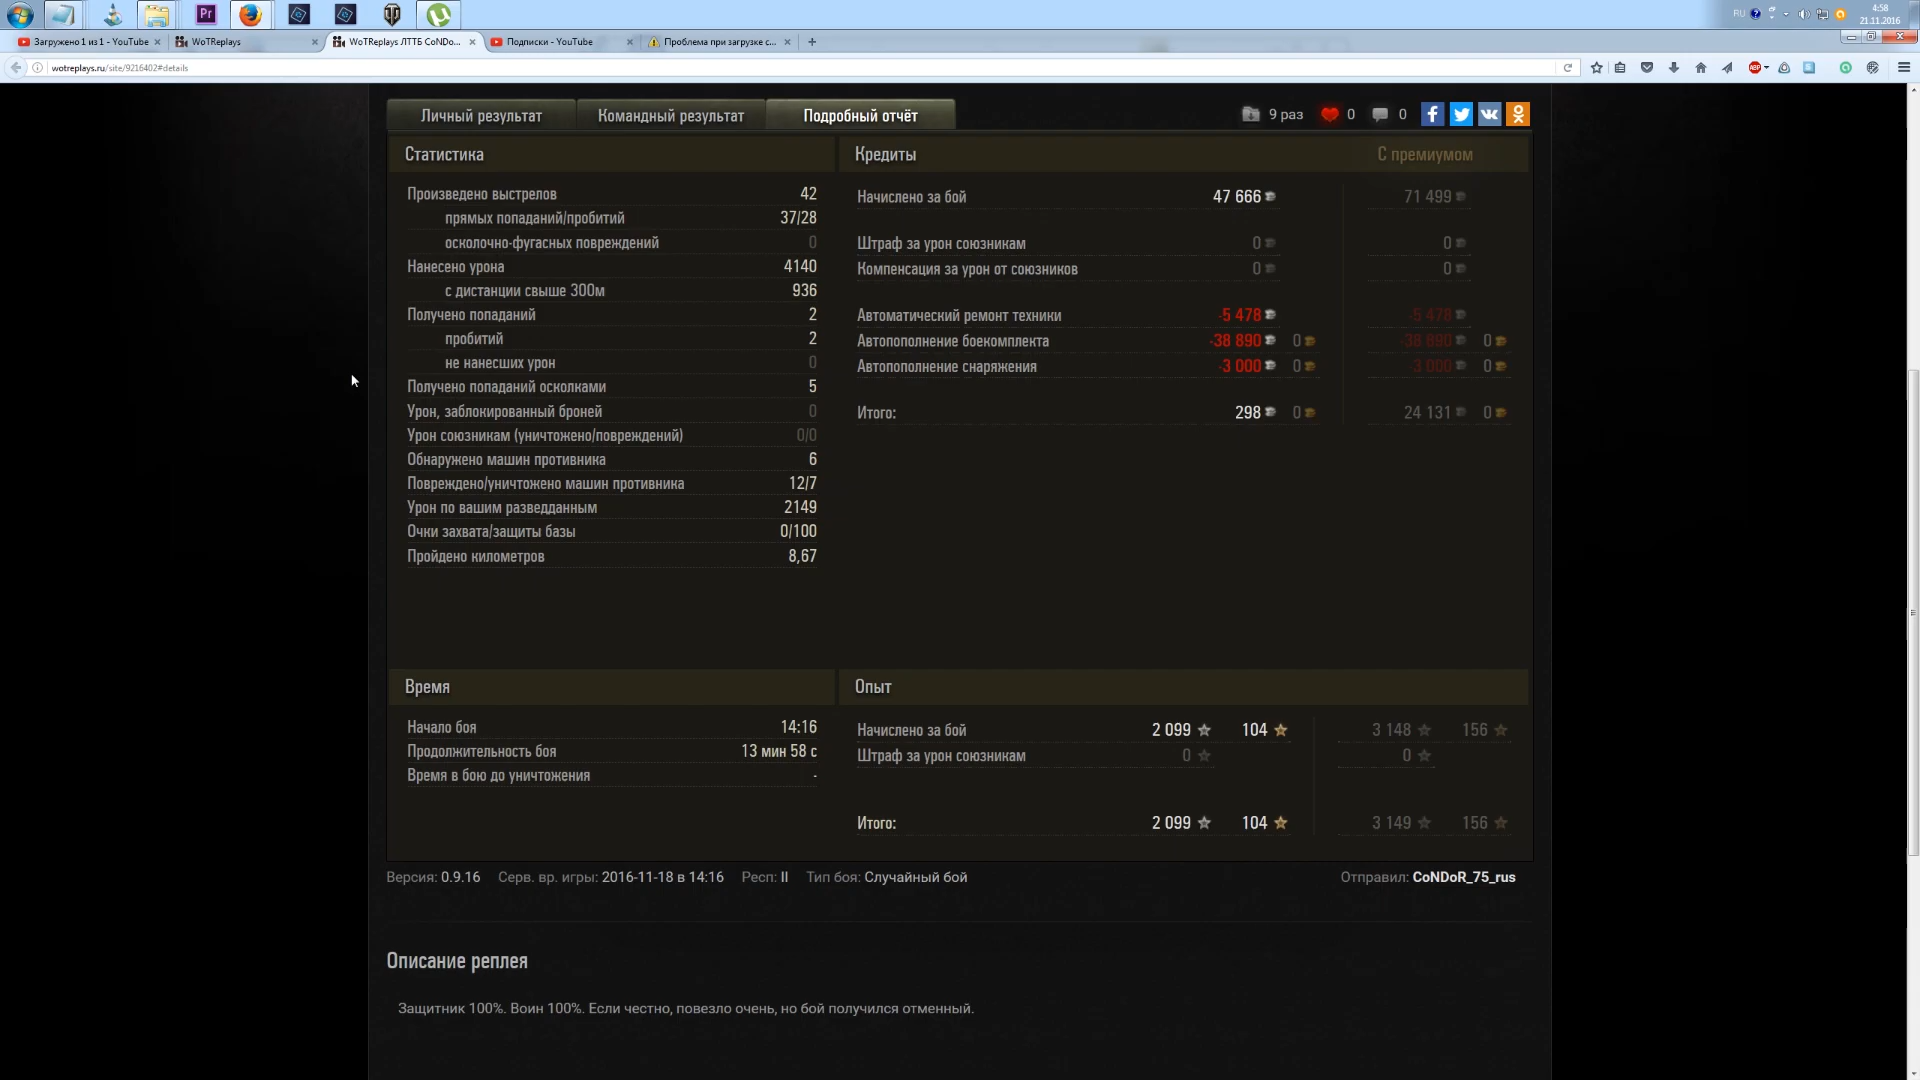 RU
4:58
21.11.2016
Загружено 1 из 1 - YouTube
WoTReplays
WoTReplays ЛТТБ CoNDo...
Подписки - YouTube
Проблема при загрузке с...
wotreplays.ru/site/9216402#details
Личный результат
Командный результат
Подробный отчёт
9 раз
0
0
Статистика
Произведено выстрелов 42
прямых попаданий/пробитий 37/28
осколочно-фугасных повреждений 0
Нанесено урона 4140
с дистанции свыше 300м 936
Получено попаданий 2
пробитий 2
не нанесших урон 0
Получено попаданий осколками 5
Урон, заблокированный броней 0
Урон союзникам (уничтожено/повреждений) 0/0
Обнаружено машин противника 6
Повреждено/уничтожено машин противника 12/7
Урон по вашим разведданным 2149
Очки захвата/защиты базы 0/100
Пройдено километров 8,67
Кредиты С премиумом
Начислено за бой 47 666 71 499
Штраф за урон союзникам 0 0
Компенсация за урон от союзников 0 0
Автоматический ремонт техники -5 478 -5 478
Автопополнение боекомплекта -38 890 0 -38 890 0
Автопополнение снаряжения -3 000 0 -3 000 0
Итого: 298 0 24 131 0
Время
Начало боя 14:16
Продолжительность боя 13 мин 58 с
Время в бою до уничтожения -
Опыт
Начислено за бой 2 099 104 3 148 156
Штраф за урон союзникам 0 0
Итого: 2 099 104 3 149 156
Версия: 0.9.16 Серв. вр. игры: 2016-11-18 в 14:16 Респ: II Тип боя: Случайный бой
Отправил: CoNDoR_75_rus
Описание реплея
Защитник 100%. Воин 100%. Если честно, повезло очень, но бой получился отменный.